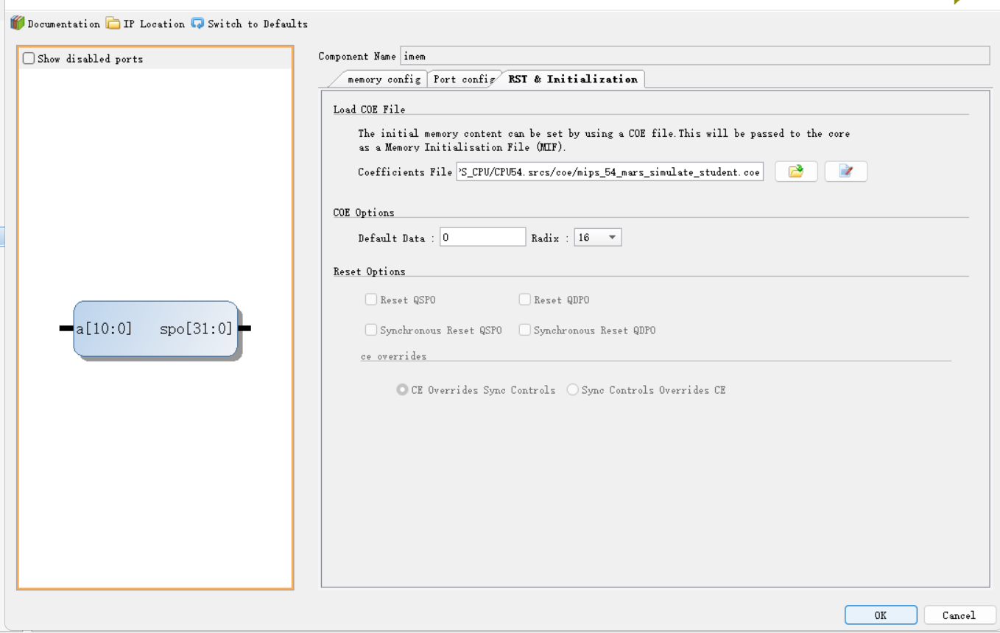 Documentation IP Location Switch to Defaults
Show disabled ports
a[10:0] spo[31:0]
Component Name imem
memory config Port config RST & Initialization
Load COE File
The initial memory content can be set by using a COE file.This will be passed to the core
as a Memory Initialisation File (MIF).
Coefficients File 'S_CPU/CPU54.srcs/coe/mips_54_mars_simulate_student.coe
COE Options
Default Data : 0 Radix : 16
Reset Options
Reset QSPO Reset QDPO
Synchronous Reset QSPO Synchronous Reset QDPO
ce overrides
CE Overrides Sync Controls Sync Controls Overrides CE
OK Cancel